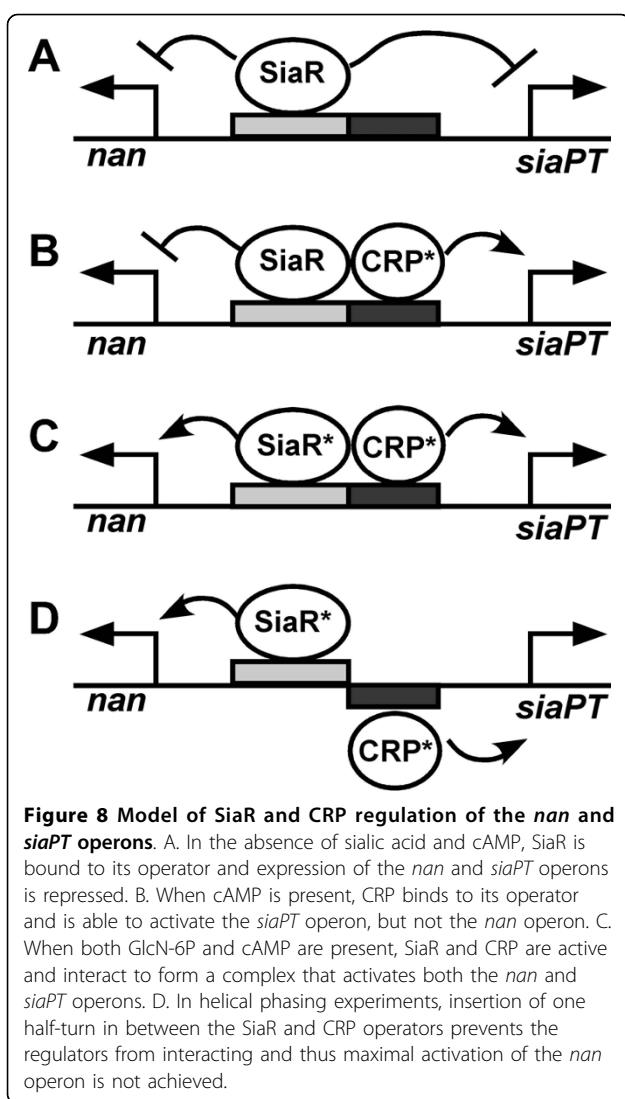 A
SiaR
nan
siaPT
B
SiaR
CRP*
nan
siaPT
C
SiaR*
CRP*
nan
siaPT
D
SiaR*
nan
siaPT
CRP*
Figure 8 Model of SiaR and CRP regulation of the nan and
siaPT operons. A. In the absence of sialic acid and cAMP, SiaR is
bound to its operator and expression of the nan and siaPT operons
is repressed. B. When cAMP is present, CRP binds to its operator
and is able to activate the siaPT operon, but not the nan operon. C.
When both GlcN-6P and cAMP are present, SiaR and CRP are active
and interact to form a complex that activates both the nan and
siaPT operons. D. In helical phasing experiments, insertion of one
half-turn in between the SiaR and CRP operators prevents the
regulators from interacting and thus maximal activation of the nan
operon is not achieved.